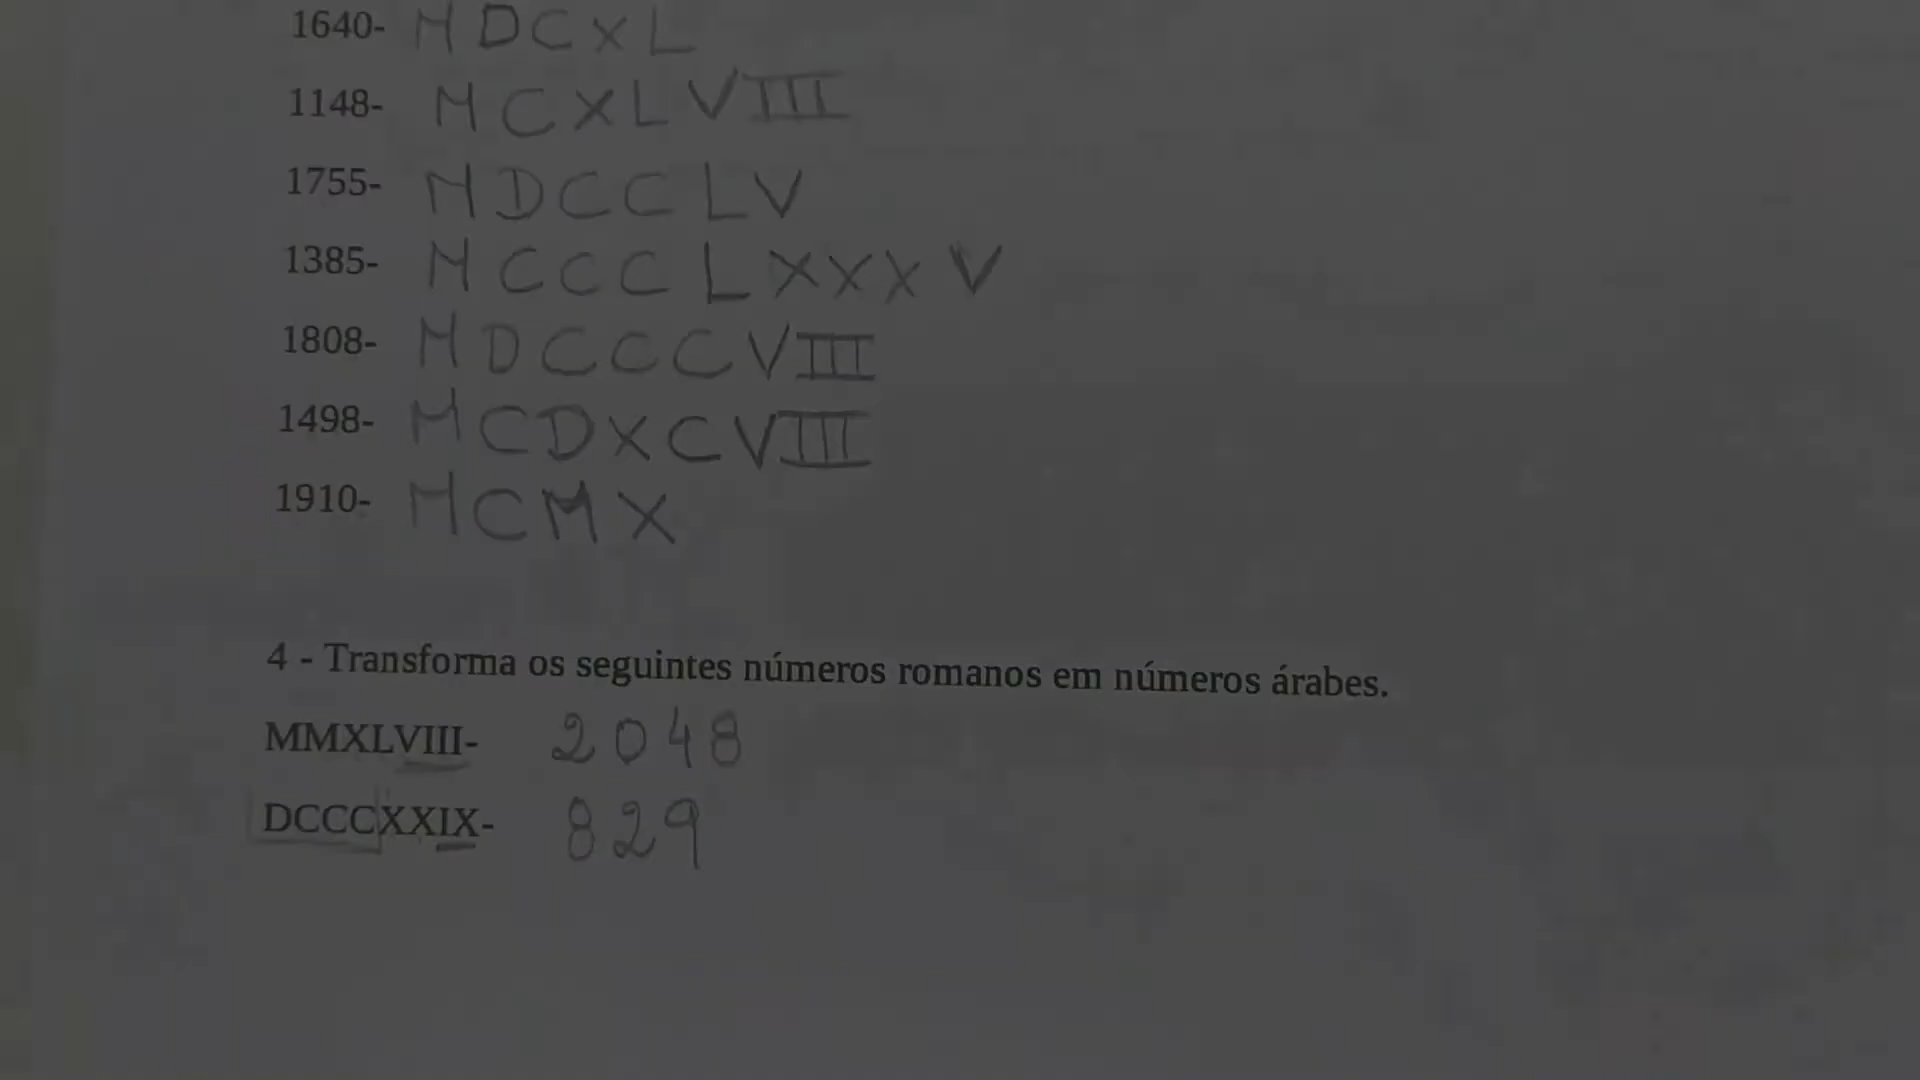 1640- MDCXL
1148- MCXLVIII
1755- MDCCLV
1385- MCCCLXXXV
1808- MDCCCVIII
1498- MCDXCVIII
1910- MCMX
4 - Transforma os seguintes números romanos em números árabes.
MMXLVIII- 2048
DCCCXXIX- 829